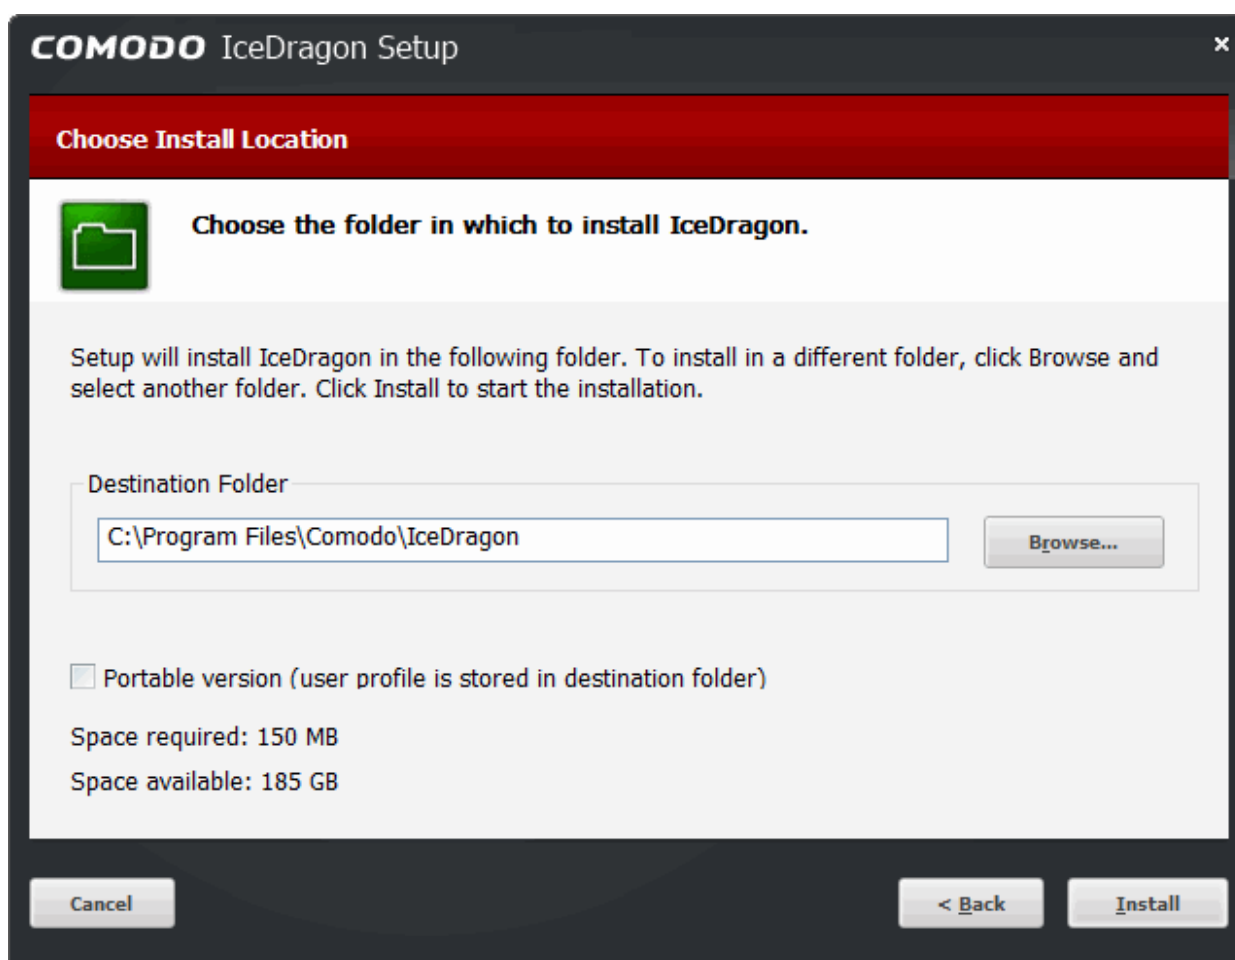 COMODO IceDragon Setup
Choose Install Location
Choose the folder in which to install IceDragon.
Setup will install IceDragon in the following folder. To install in a different folder, click Browse and
select another folder. Click Install to start the installation.
Destination Folder
C:\Program Files\Comodo\IceDragon
Browse...
Portable version (user profile is stored in destination folder)
Space required: 150 MB
Space available: 185 GB
Cancel
< Back
Install